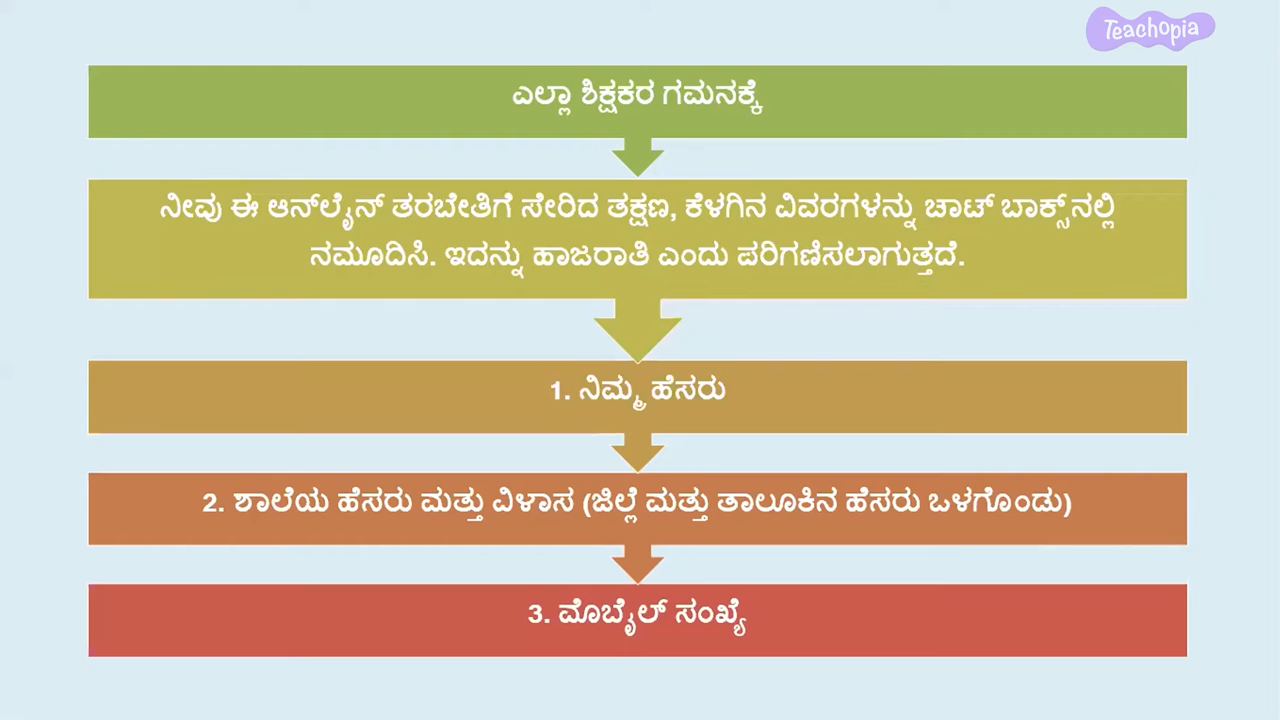 Teachopia
ಎಲ್ಲಾ ಶಿಕ್ಷಕರ ಗಮನಕ್ಕೆ
ನೀವು ಈ ಆನ್‌ಲೈನ್ ತರಬೇತಿಗೆ ಸೇರಿದ ತಕ್ಷಣ, ಕೆಳಗಿನ ವಿವರಗಳನ್ನು ಚಾಟ್ ಬಾಕ್ಸ್‌ನಲ್ಲಿ
ನಮೂದಿಸಿ. ಇದನ್ನು ಹಾಜರಾತಿ ಎಂದು ಪರಿಗಣಿಸಲಾಗುತ್ತದೆ.
1. ನಿಮ್ಮ ಹೆಸರು
2. ಶಾಲೆಯ ಹೆಸರು ಮತ್ತು ವಿಳಾಸ (ಜಿಲ್ಲೆ ಮತ್ತು ತಾಲೂಕಿನ ಹೆಸರು ಒಳಗೊಂಡು)
3. ಮೊಬೈಲ್ ಸಂಖ್ಯೆ